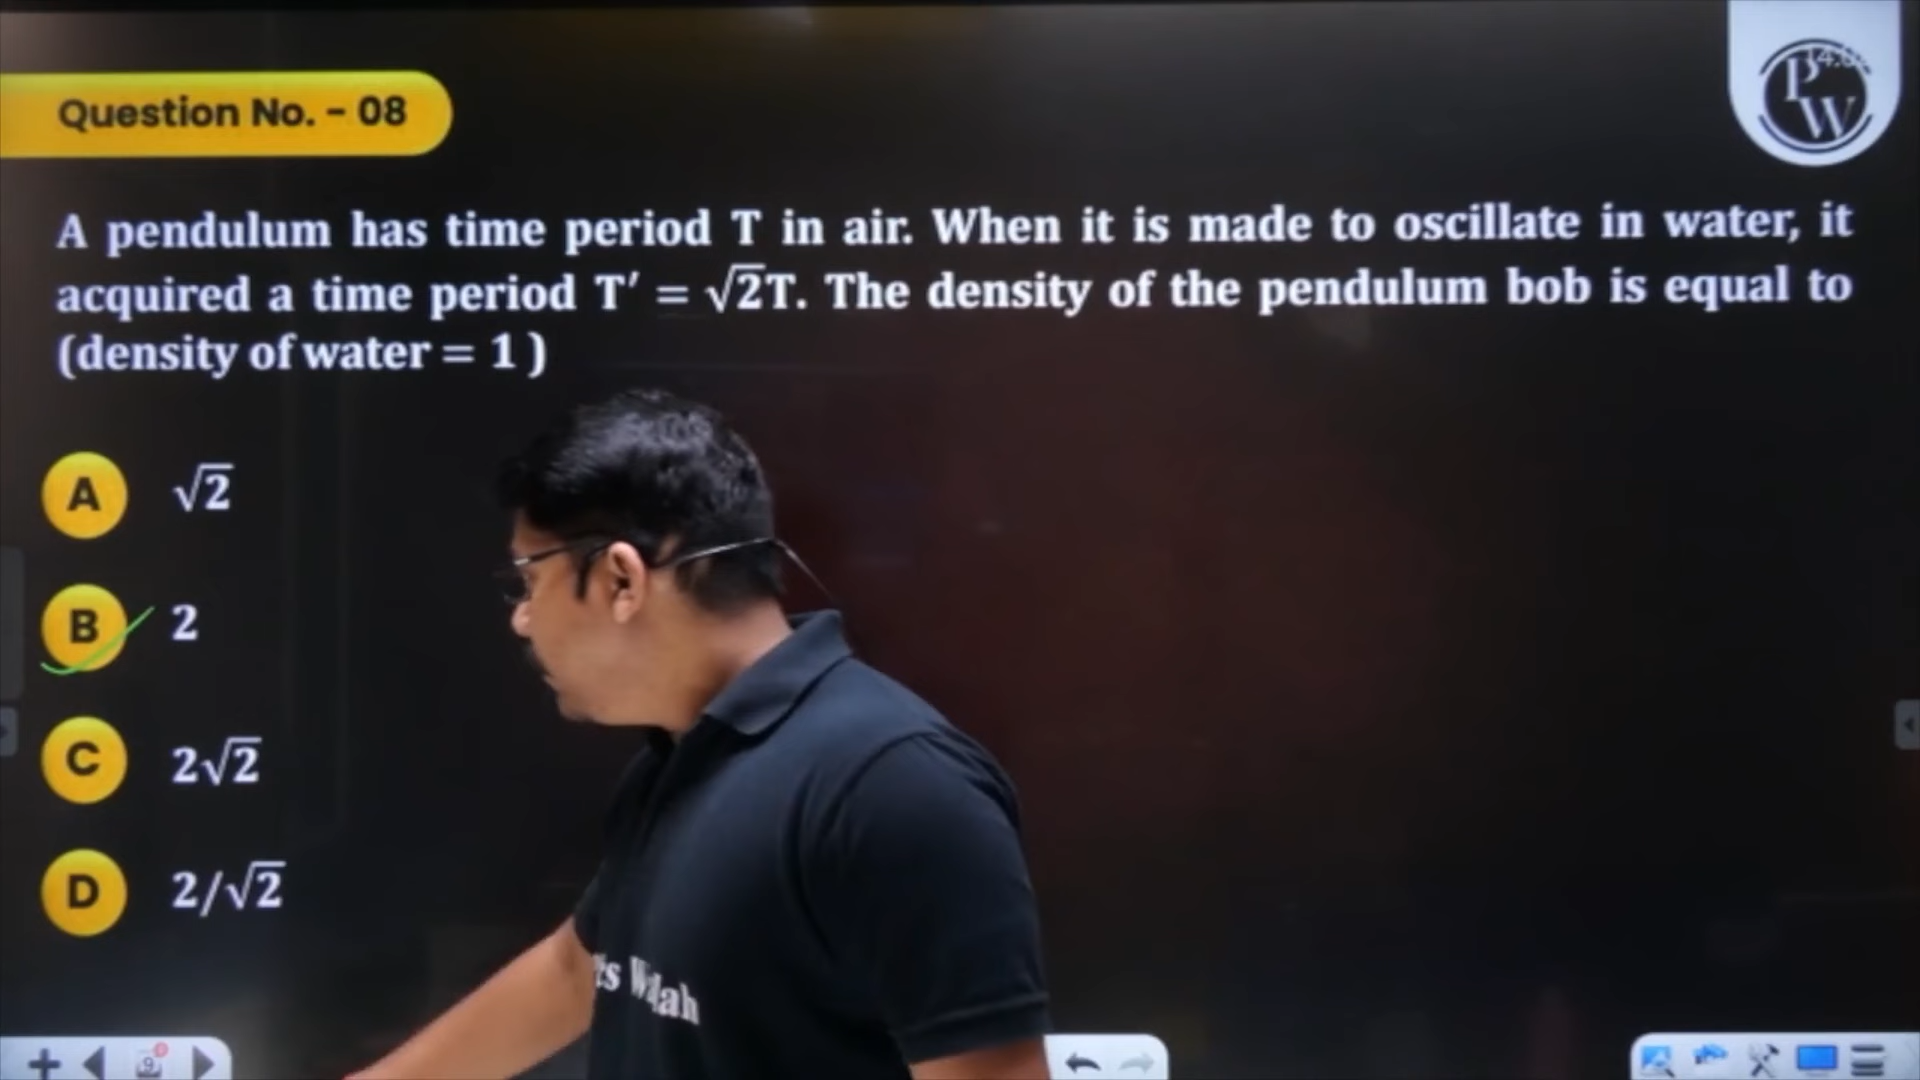 Question No. - 08
PW
A pendulum has time period T in air. When it is made to oscillate in water, it
acquired a time period T′ = √2T. The density of the pendulum bob is equal to
(density of water = 1 )
A √2
B 2
C 2√2
D 2/√2